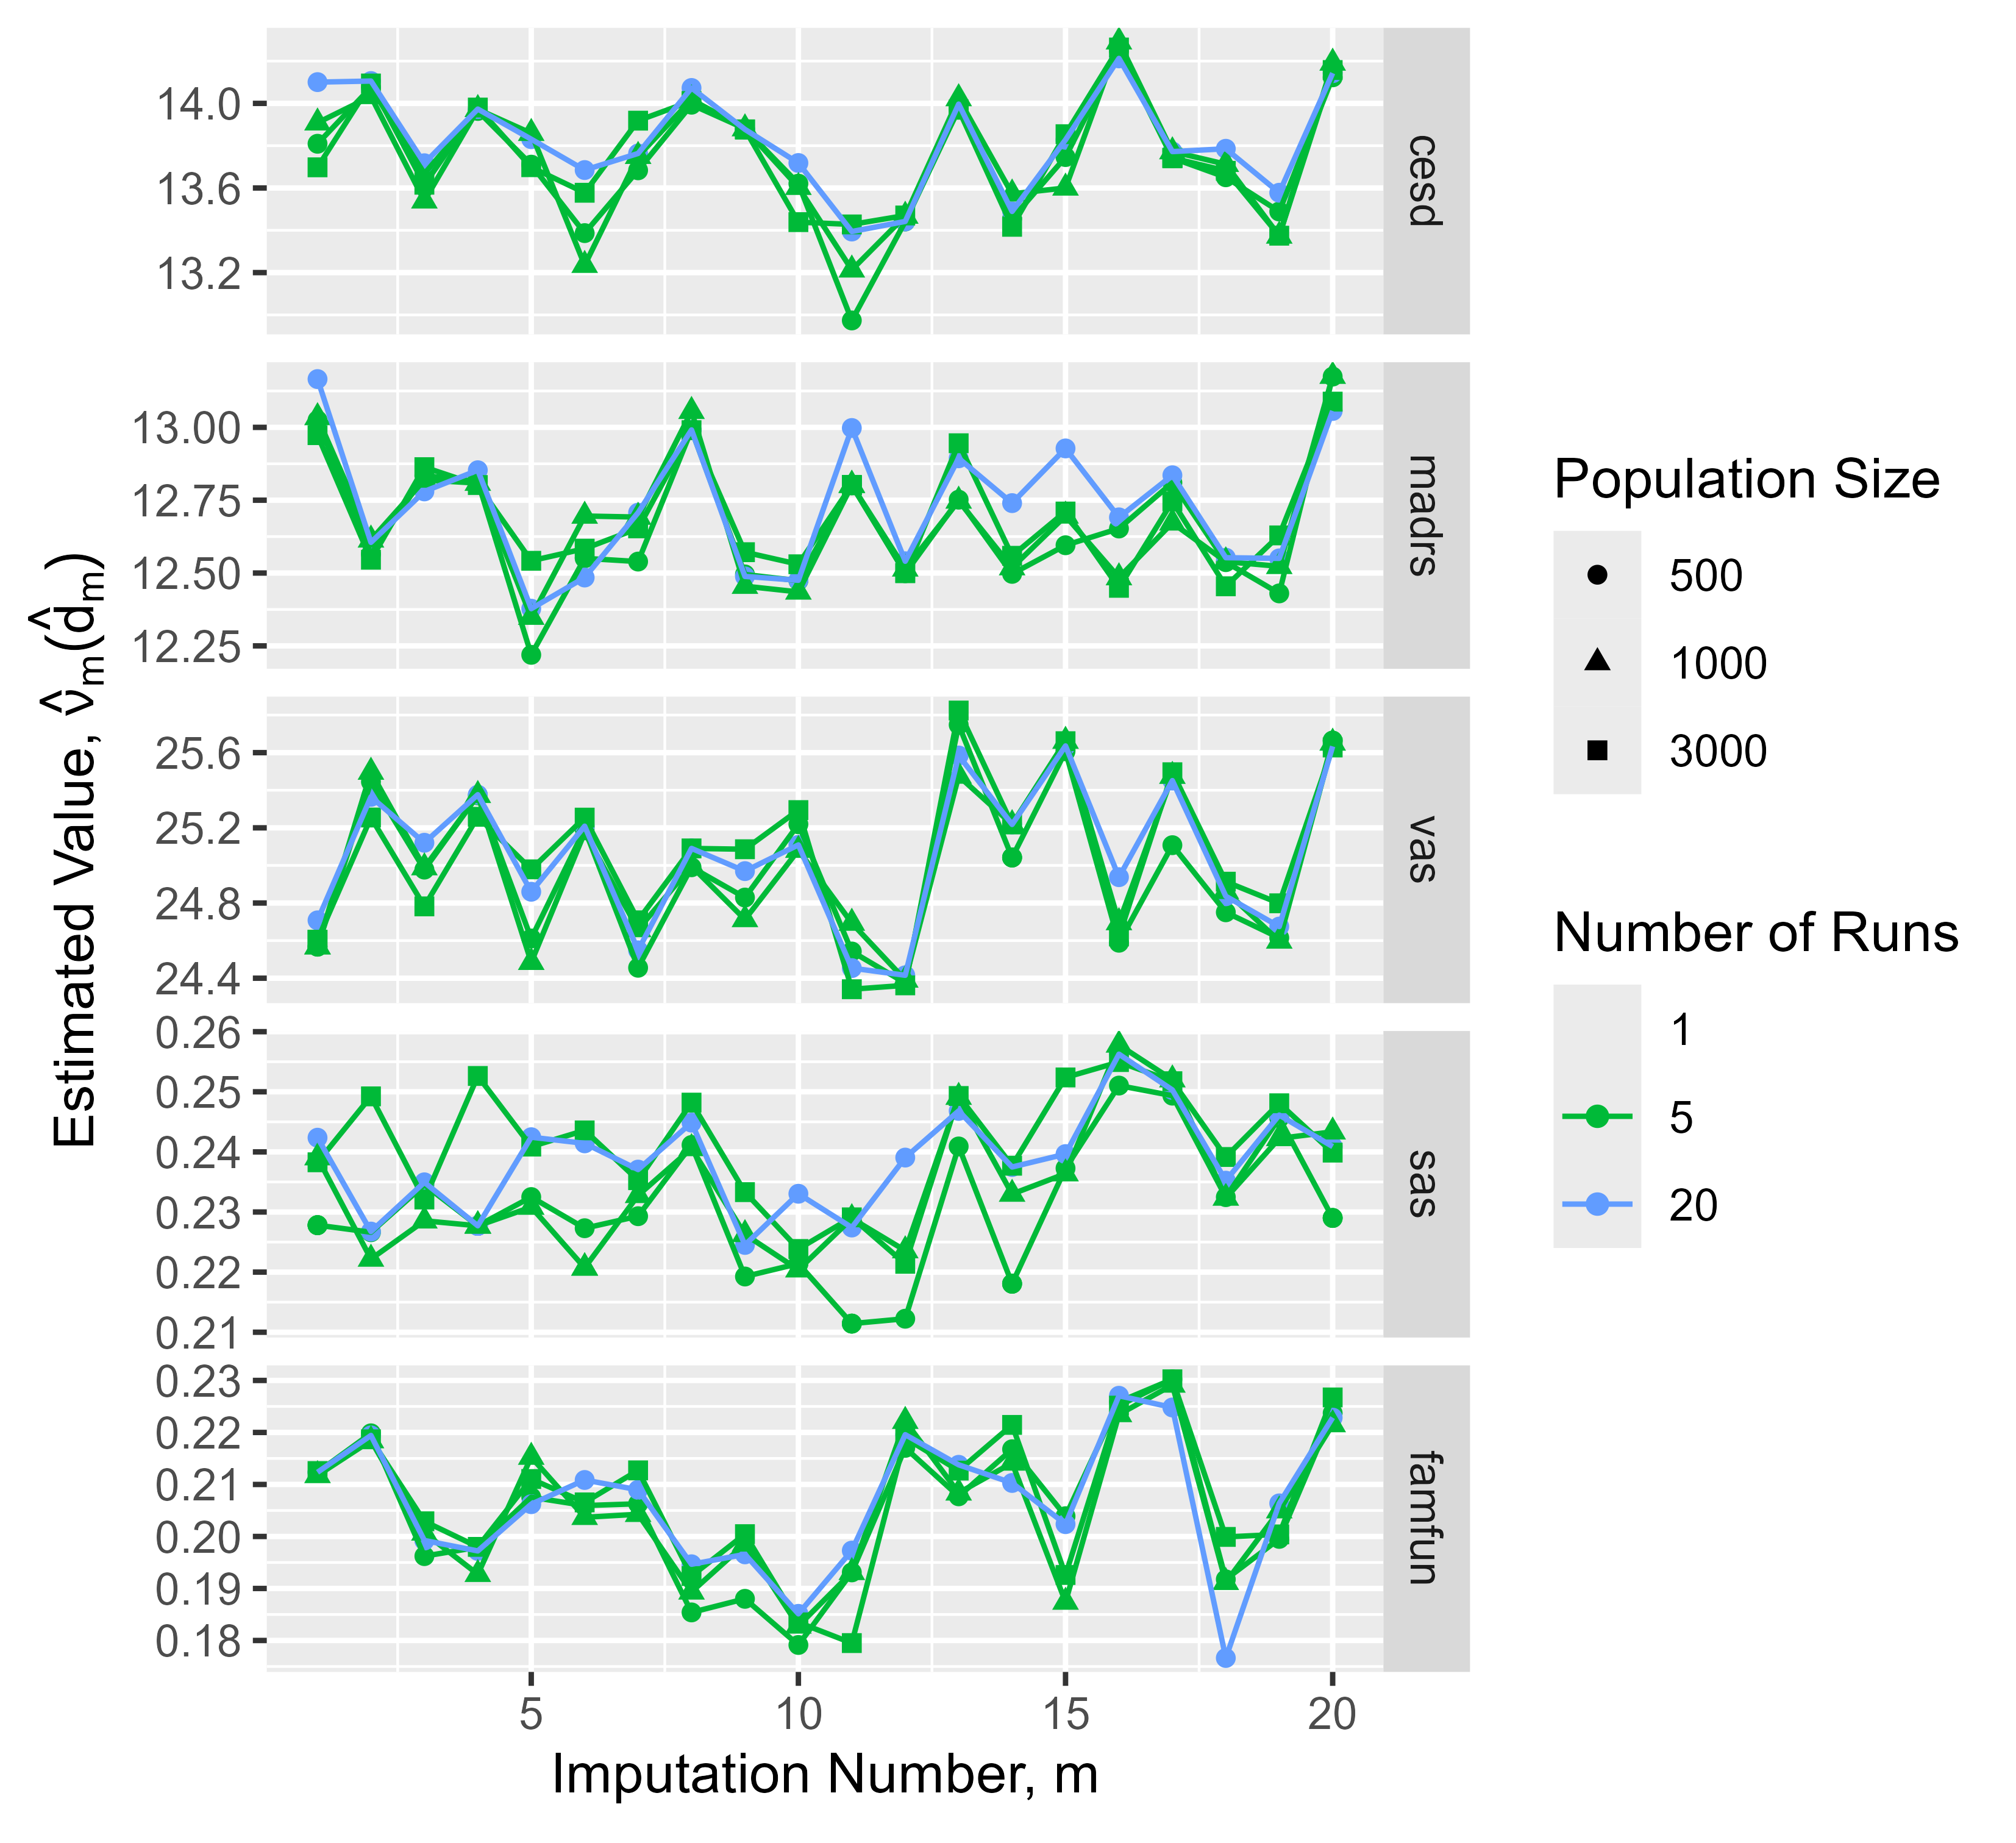 14.0
13.6
13.2
cesd
13.00
12.75
12.50
12.25
madrs
25.6
25.2
24.8
24.4
vas
0.26
0.25
0.24
0.23
0.22
0.21
sas
0.23
0.22
0.21
0.20
0.19
0.18
famfun
5 10 15 20
Imputation Number, m
Estimated Value, ν̂m(d̂m)
Population Size
500
1000
3000
Number of Runs
1
5
20